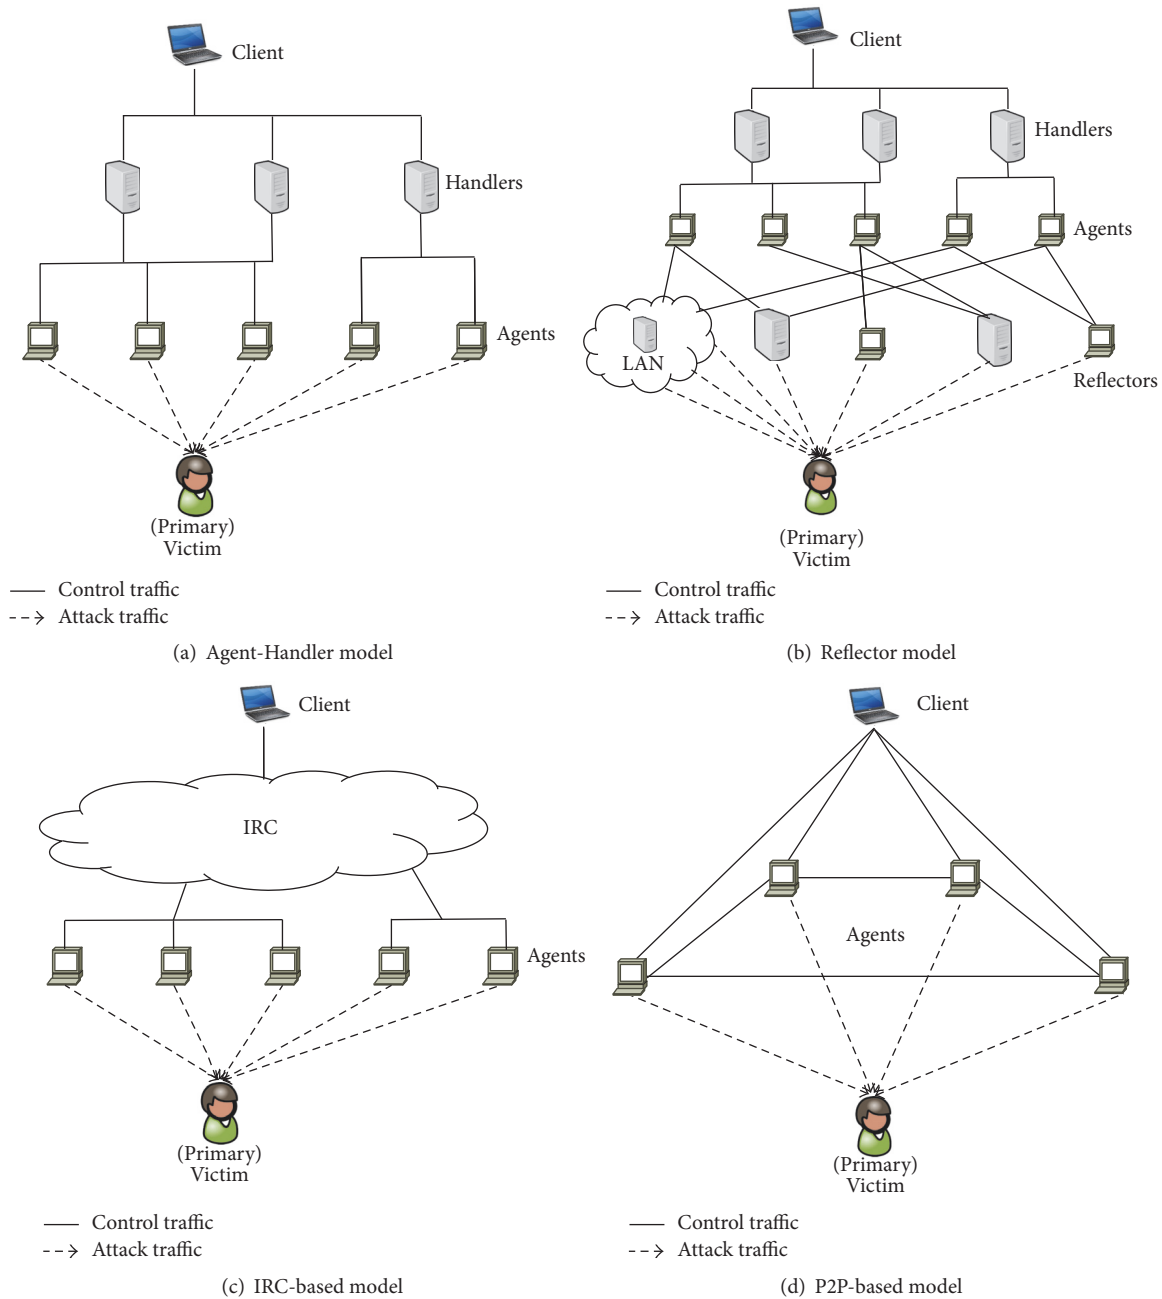 Client
Handlers
Agents
(Primary)
Victim
Control traffic
Attack traffic
(a) Agent-Handler model
Client
Handlers
Agents
LAN
Reflectors
(Primary)
Victim
Control traffic
Attack traffic
(b) Reflector model
Client
IRC
Agents
(Primary)
Victim
Control traffic
Attack traffic
(c) IRC-based model
Client
Agents
(Primary)
Victim
Control traffic
Attack traffic
(d) P2P-based model